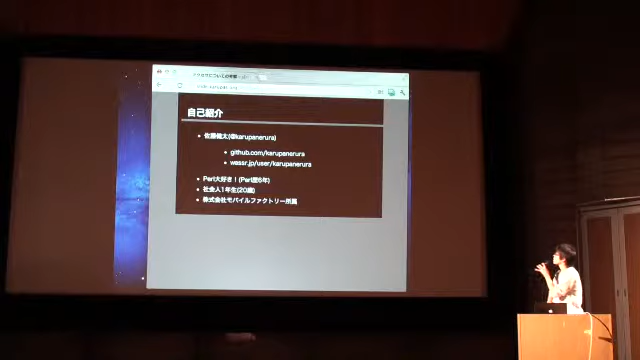 自己紹介
佐藤健太(@karupanerura)
github.com/karupanerura
wassr.jp/user/karupanerura
Perl大好き！(Perl歴6年)
社会人1年生(20歳)
株式会社モバイルファクトリー所属